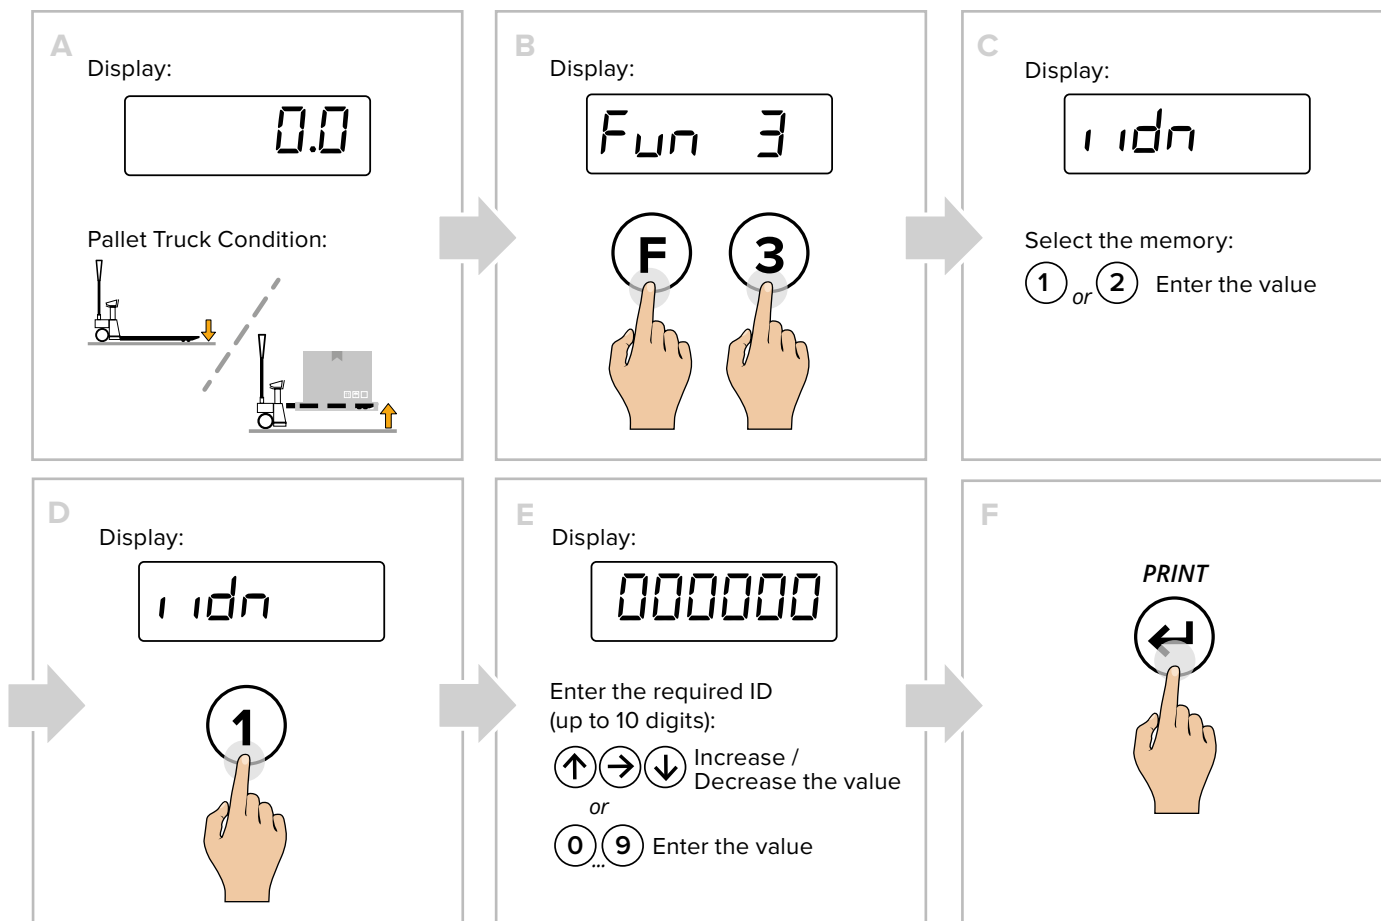 A
Display:
0.0
Pallet Truck Condition:
B
Display:
Fun 3
F 3
C
Display:
ı ıdn
Select the memory:
1 or 2 Enter the value
D
Display:
ı ıdn
1
E
Display:
000000
Enter the required ID
(up to 10 digits):
↑ → ↓ Increase /
Decrease the value
or
0 ... 9 Enter the value
F
PRINT